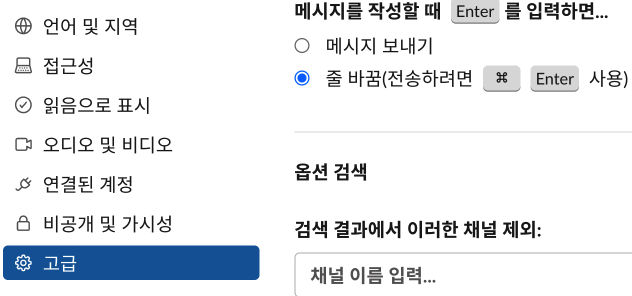 언어 및 지역
접근성
읽음으로 표시
오디오 및 비디오
연결된 계정
비공개 및 가시성
고급
메시지를 작성할 때 Enter 를 입력하면...
메시지 보내기
줄 바꿈(전송하려면 ⌘ Enter 사용)
옵션 검색
검색 결과에서 이러한 채널 제외:
채널 이름 입력...